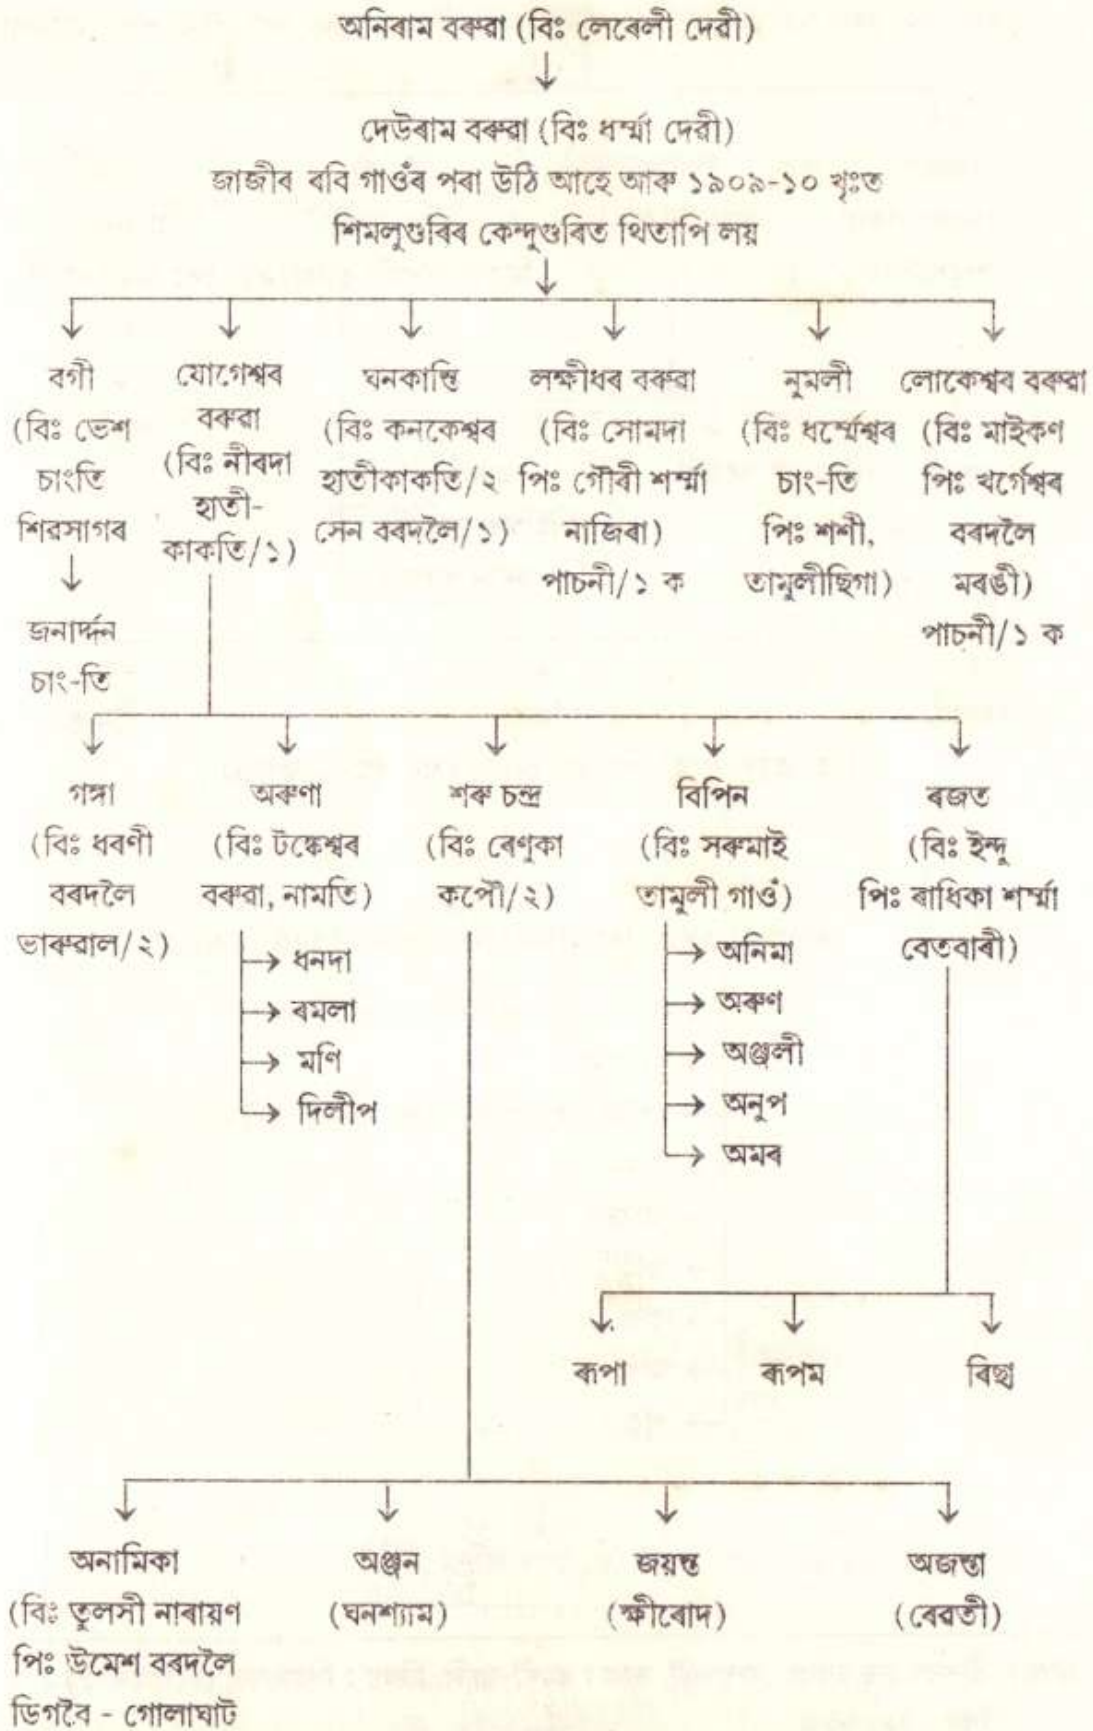 অনিৰাম বৰুৱা (বিঃ লেৰেলী দেৱী)
দেউৰাম বৰুৱা (বিঃ ধৰ্ম্মা দেৱী)
জাজীৰ ৰবি গাওঁৰ পৰা উঠি আহে আৰু ১৯০৯-১০ খৃঃত
শিমলুগুৰিৰ কেন্দুগুৰিত থিতাপি লয়
বগী
(বিঃ ভেশ
চাংতি
শিৱসাগৰ
জনাৰ্দ্দন
চাং-তি
যোগেশ্বৰ
বৰুৱা
(বিঃ নীৰদা
হাতী-
কাকতি/১)
ঘনকান্তি
(বিঃ কনকেশ্বৰ
হাতীকাকতি/২
সেন বৰদলৈ/১)
লক্ষীধৰ বৰুৱা
(বিঃ সোমদা
পিঃ গৌৰী শৰ্ম্মা
নাজিৰা)
পাচনী/১ ক
নুমলী
(বিঃ ধৰ্ম্মেশ্বৰ
চাং-তি
পিঃ শশী,
তামুলীছিগা)
লোকেশ্বৰ বৰুৱা
(বিঃ মাইকণ
পিঃ খৰ্গেশ্বৰ
বৰদলৈ
মৰঙী)
পাচনী/১ ক
গঙ্গা
(বিঃ ধৰণী
বৰদলৈ
ভাৰুৱাল/২)
অৰুণা
(বিঃ টঙ্কেশ্বৰ
বৰুৱা, নামতি)
ধনদা
ৰমলা
মণি
দিলীপ
শৰু চন্দ্ৰ
(বিঃ ৰেণুকা
কপৌ/২)
বিপিন
(বিঃ সৰুমাই
তামুলী গাওঁ)
অনিমা
অৰুণ
অঞ্জলী
অনুপ
অমৰ
ৰজত
(বিঃ ইন্দু
পিঃ ৰাধিকা শৰ্ম্মা
বেতবাৰী)
ৰূপা
ৰূপম
ৰিছা
অনামিকা
(বিঃ তুলসী নাৰায়ণ
পিঃ উমেশ বৰদলৈ
ডিগবৈ - গোলাঘাট
অঞ্জন
(ঘনশ্যাম)
জয়ন্ত
(ক্ষীৰোদ)
অজন্তা
(ৰেৱতী)